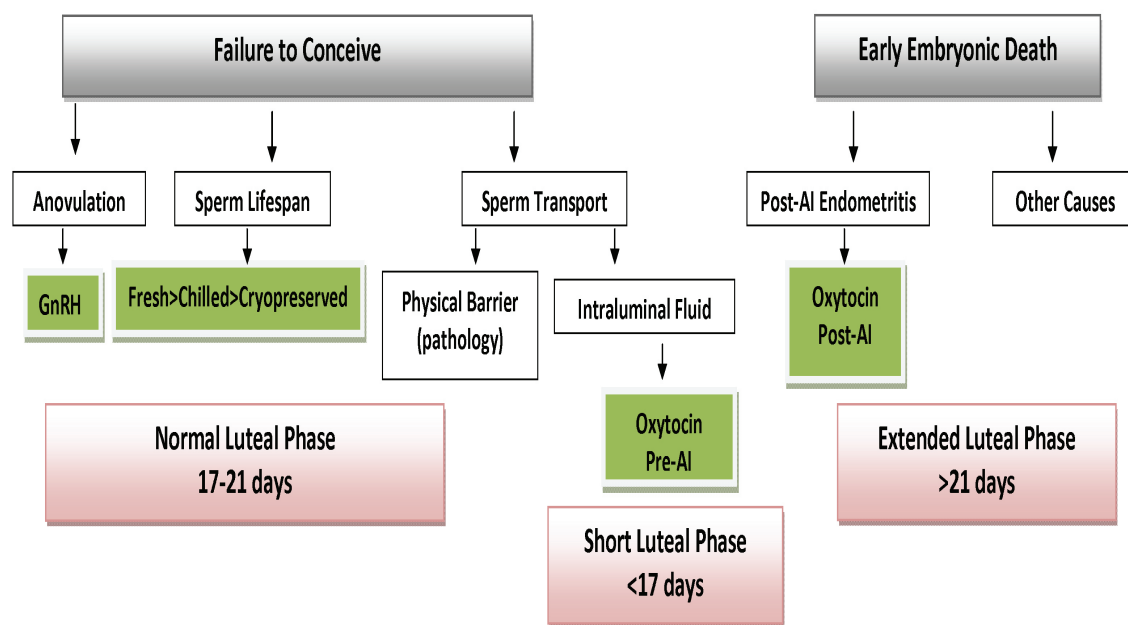 Failure to Conceive
Early Embryonic Death
Anovulation
Sperm Lifespan
Sperm Transport
Post-AI Endometritis
Other Causes
GnRH
Fresh>Chilled>Cryopreserved
Physical Barrier
(pathology)
Intraluminal Fluid
Oxytocin
Post-AI
Oxytocin
Pre-AI
Normal Luteal Phase
17-21 days
Extended Luteal Phase
>21 days
Short Luteal Phase
<17 days